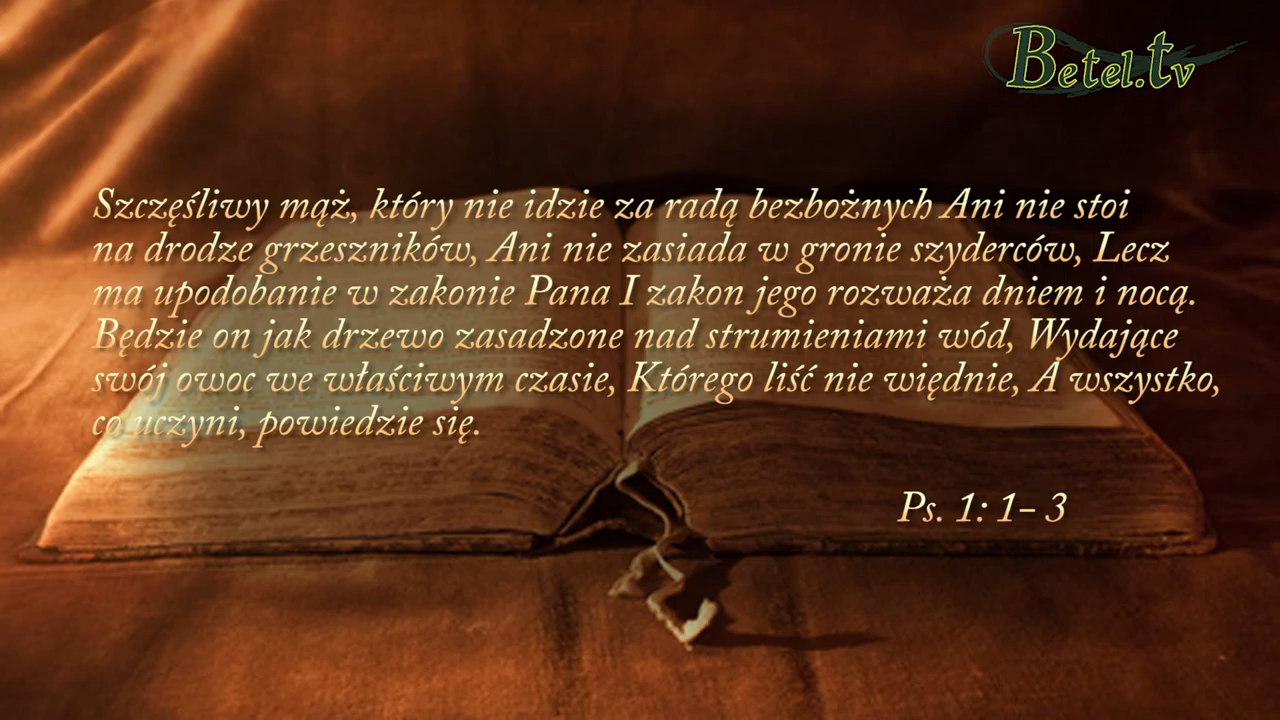 Betel.tv
Szczęśliwy mąż, który nie idzie za radą bezbożnych Ani nie stoi
na drodze grzeszników, Ani nie zasiada w gronie szyderców, Lecz
ma upodobanie w zakonie Pana I zakon jego rozważa dniem i nocą.
Będzie on jak drzewo zasadzone nad strumieniami wód, Wydające
swój owoc we właściwym czasie, Którego liść nie więdnie, A wszystko,
co uczyni, powiedzie się.
Ps. 1: 1– 3